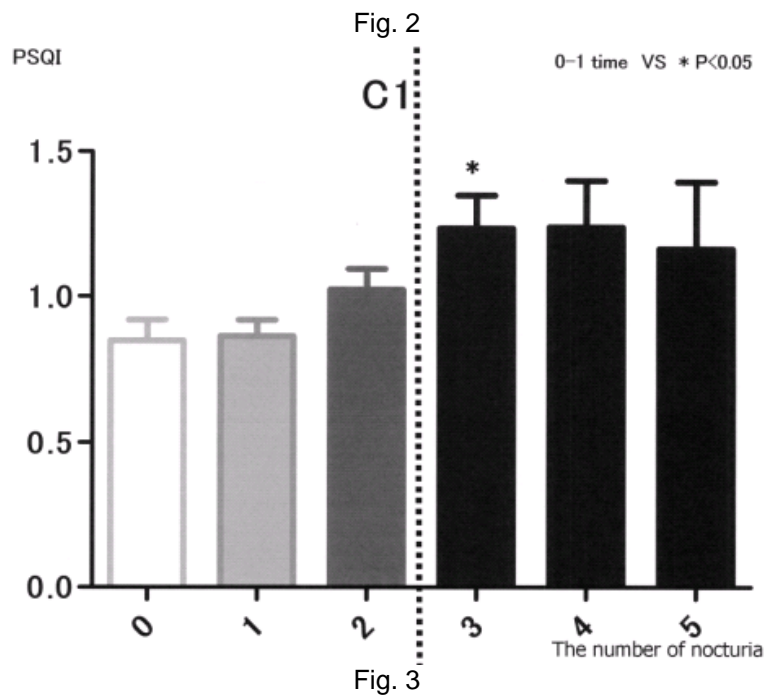 Fig. 2
PSQI
0-1 time VS * P<0.05
C1
1.5
*
1.0
0.5
0.0
0 1 2 3 4 5
The number of nocturia
Fig. 3